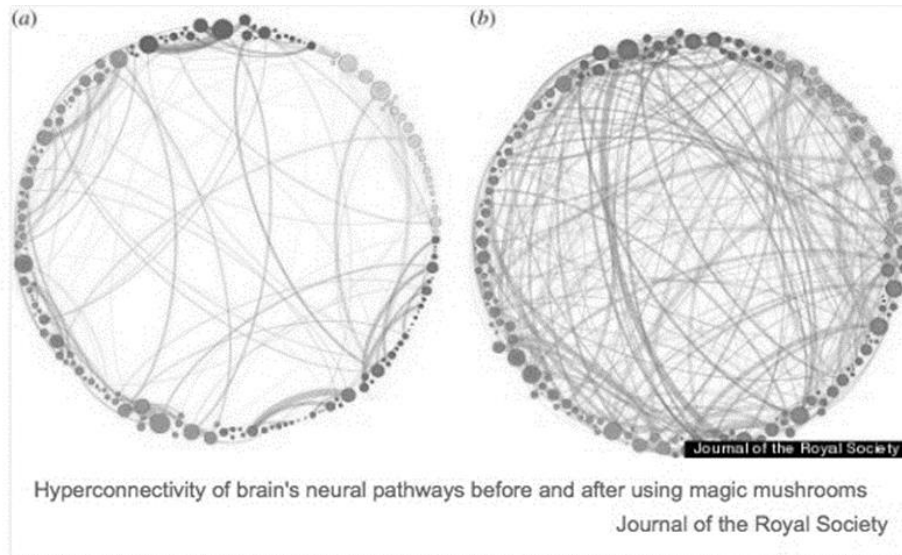 (a)
(b)
Journal of the Royal Society
Hyperconnectivity of brain's neural pathways before and after using magic mushrooms
Journal of the Royal Society